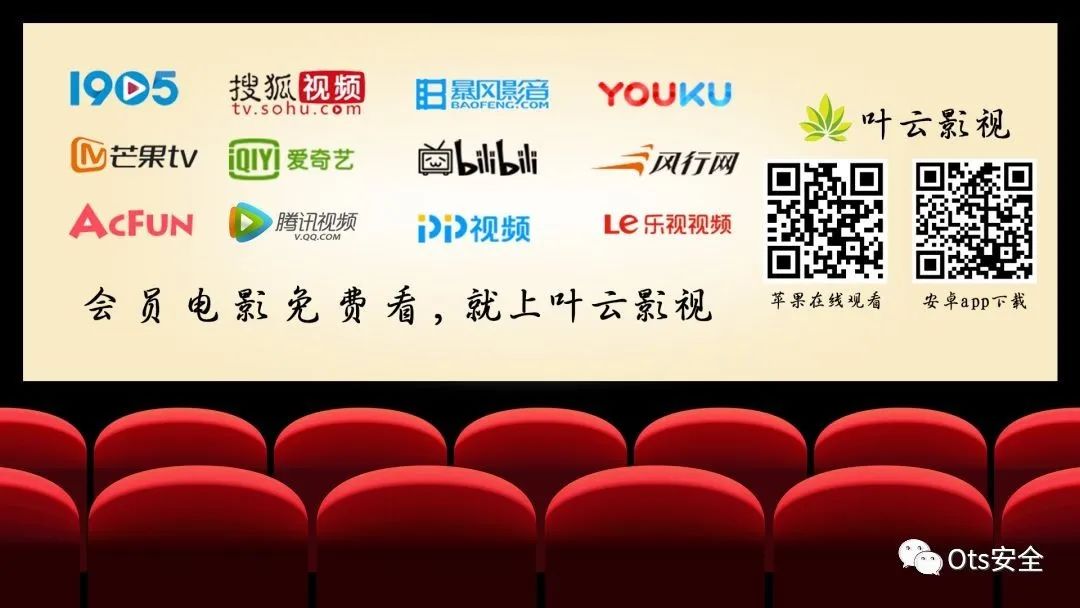 1905
搜狐视频
tv.sohu.com
暴风影音
BAOFENG.COM
YOUKU
芒果tv
iQIYI 爱奇艺
bilibili
风行网
AcFun
腾讯视频
V.QQ.COM
PP视频
Le 乐视视频
会员电影免费看，就上叶云影视
叶云影视
苹果在线观看
安卓app下载
Ots安全